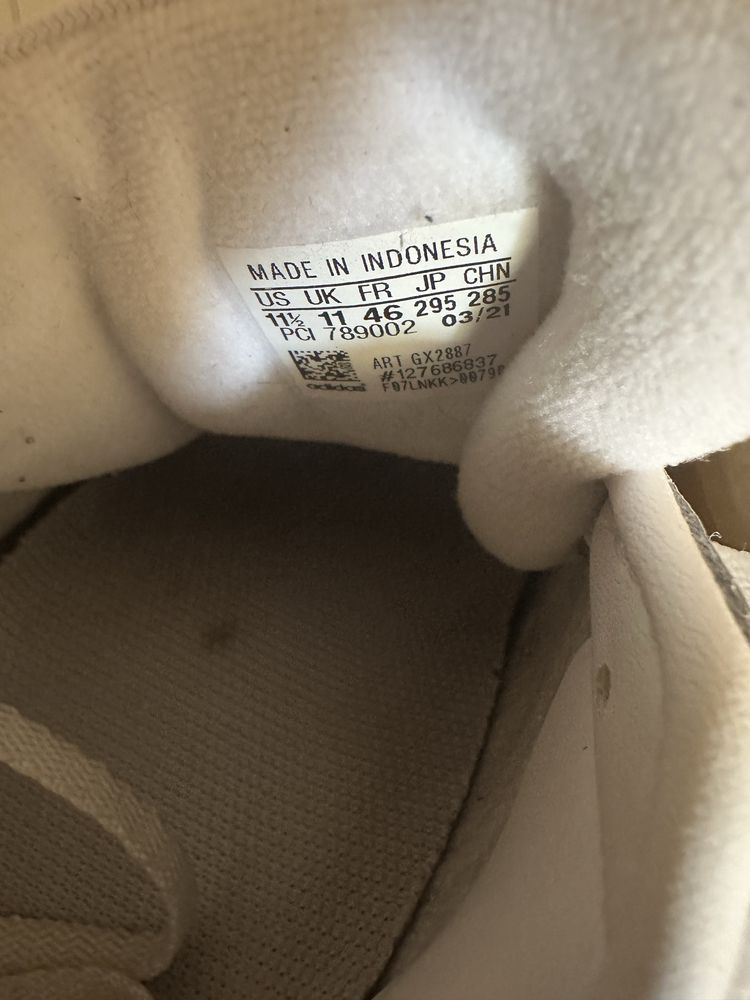 MADE IN INDONESIA
US UK FR JP CHN
11½ 11 46 295 285
PCI 789002 03/21
ART GX2887
#127686837
adidas